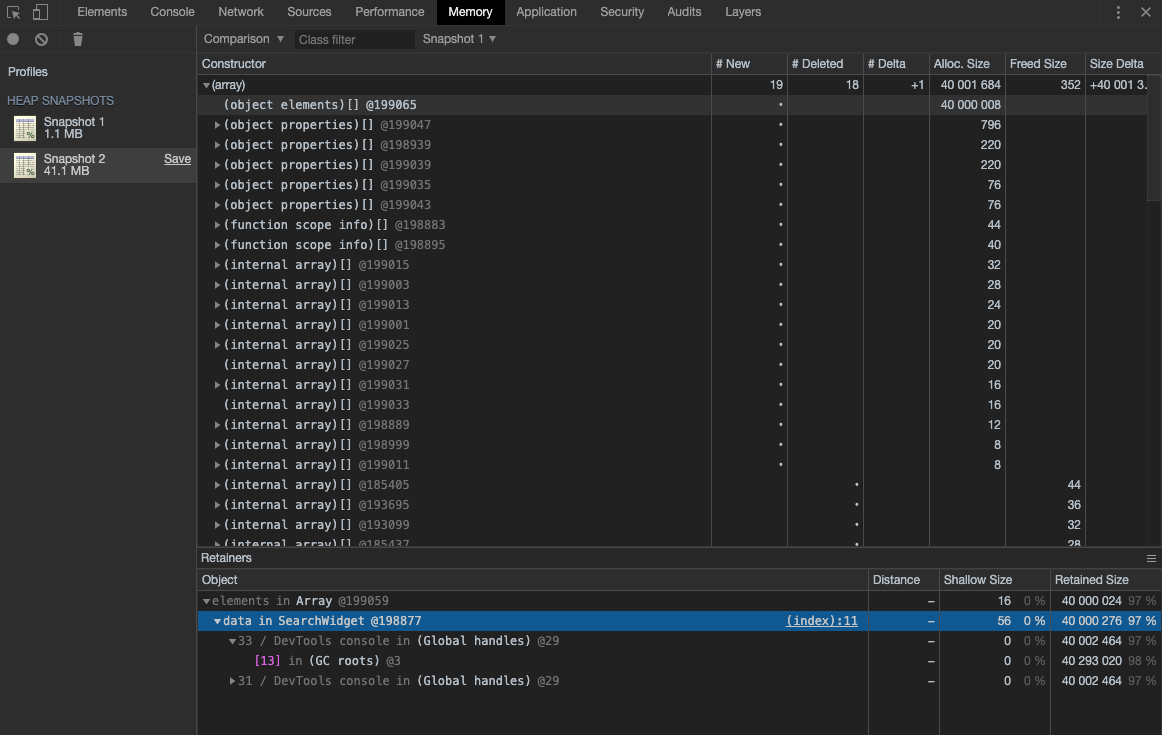 Elements Console Network Sources Performance Memory Application Security Audits Layers
Comparison ▼ Class filter Snapshot 1 ▼
Profiles
HEAP SNAPSHOTS
Snapshot 1
1.1 MB
Snapshot 2 Save
41.1 MB
Constructor # New # Deleted # Delta Alloc. Size Freed Size Size Delta
▼(array) 19 18 +1 40 001 684 352 +40 001 3.
(object elements)[] @199065 • 40 000 008
▶(object properties)[] @199047 • 796
▶(object properties)[] @198939 • 220
▶(object properties)[] @199039 • 220
▶(object properties)[] @199035 • 76
▶(object properties)[] @199043 • 76
▶(function scope info)[] @198883 • 44
▶(function scope info)[] @198895 • 40
▶(internal array)[] @199015 • 32
▶(internal array)[] @199003 • 28
▶(internal array)[] @199013 • 24
▶(internal array)[] @199001 • 20
▶(internal array)[] @199025 • 20
(internal array)[] @199027 • 20
▶(internal array)[] @199031 • 16
(internal array)[] @199033 • 16
▶(internal array)[] @198889 • 12
▶(internal array)[] @198999 • 8
▶(internal array)[] @199011 • 8
▶(internal array)[] @185405 • 44
▶(internal array)[] @193695 • 36
▶(internal array)[] @193099 • 32
▶(internal array)[] @185437 • 28
Retainers
Object Distance Shallow Size Retained Size
▼elements in Array @199059 – 16 0 % 40 000 024 97 %
▼data in SearchWidget @198877 (index):11 – 56 0 % 40 000 276 97 %
▼33 / DevTools console in (Global handles) @29 – 0 0 % 40 002 464 97 %
[13] in (GC roots) @3 – 0 0 % 40 293 020 98 %
▶31 / DevTools console in (Global handles) @29 – 0 0 % 40 002 464 97 %